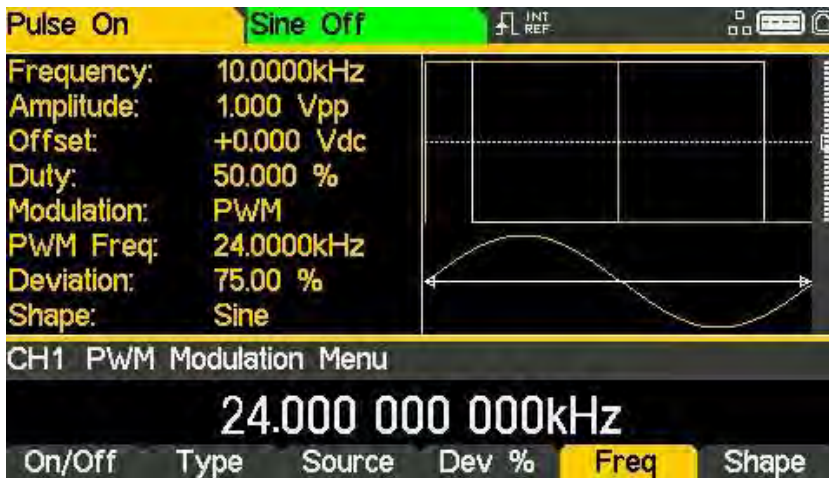 Pulse On Sine Off INT
REF
Frequency: 10.0000kHz
Amplitude: 1.000 Vpp
Offset: +0.000 Vdc
Duty: 50.000 %
Modulation: PWM
PWM Freq: 24.0000kHz
Deviation: 75.00 %
Shape: Sine
CH1 PWM Modulation Menu
24.000 000 000kHz
On/Off Type Source Dev % Freq Shape